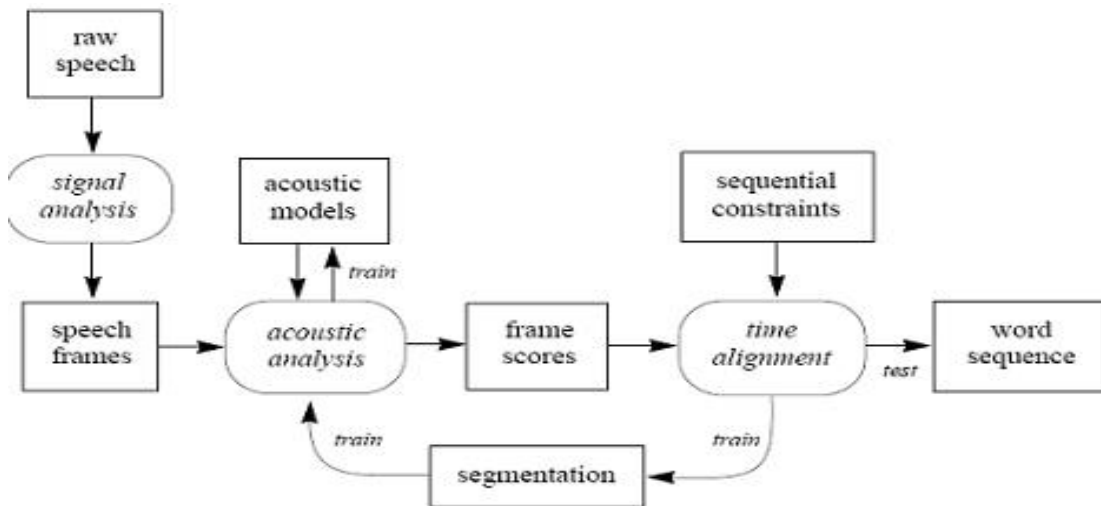 raw
speech
signal
analysis
acoustic
models
sequential
constraints
train
speech
frames
acoustic
analysis
frame
scores
time
alignment
word
sequence
test
train
train
segmentation